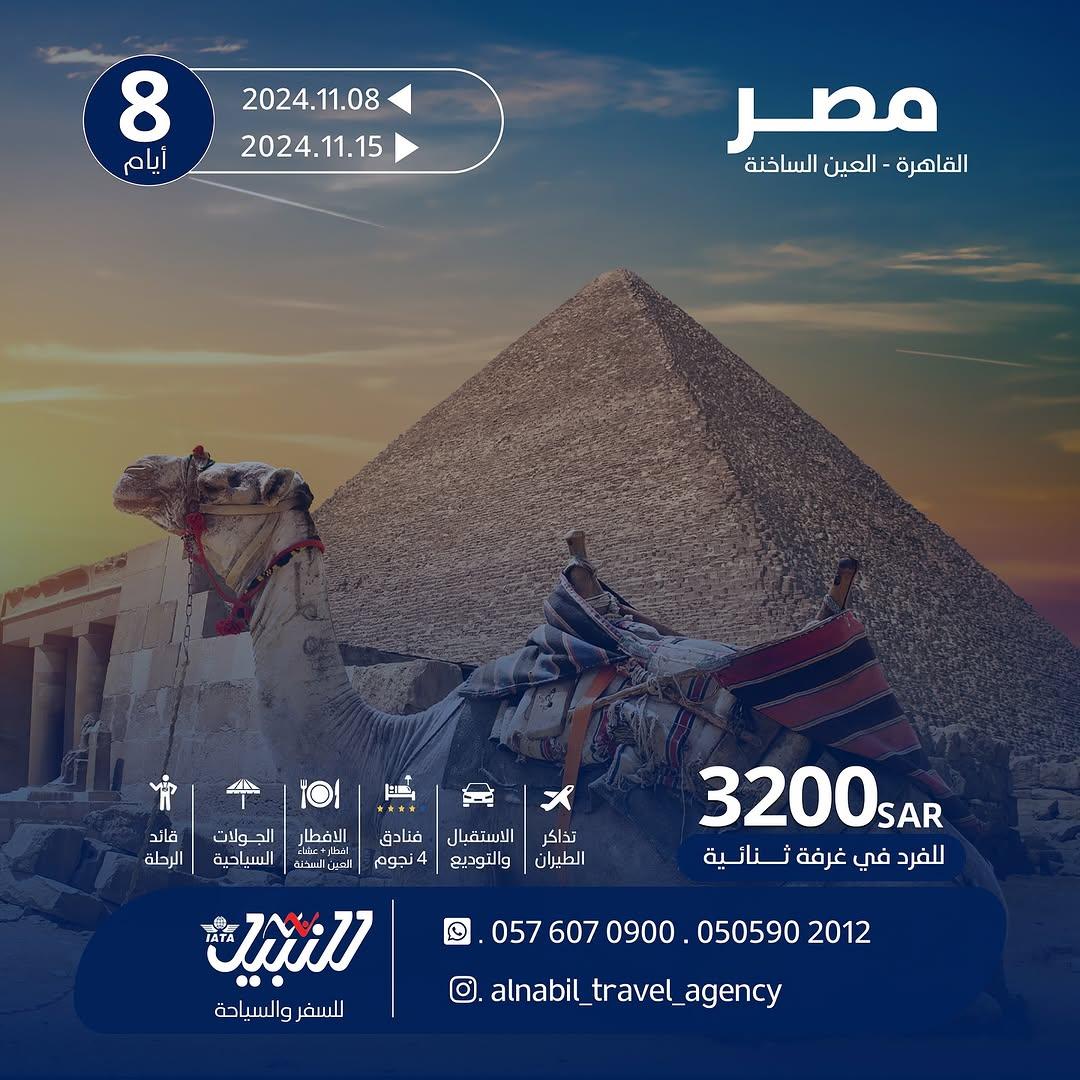 مصر
القاهرة - العين الساخنة
8
أيام
2024.11.08
2024.11.15
3200SAR
للفرد في غرفة ثنائية
تذاكر
الطيران
الاستقبال
والتوديع
فنادق
4 نجوم
الافطار
افطار + عشاء
العين السخنة
الجولات
السياحية
قائد
الرحلة
IATA
النبيل
للسفر والسياحة
. 057 607 0900 . 050590 2012
. alnabil_travel_agency